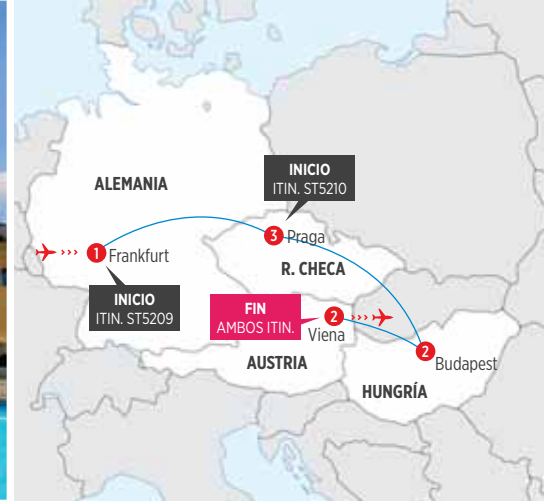 INICIO
ITIN. ST5210
ALEMANIA
3 Praga
1 Frankfurt
R. CHECA
INICIO
ITIN. ST5209
FIN
AMBOS ITIN.
2
Viena
2
Budapest
AUSTRIA
HUNGRÍA